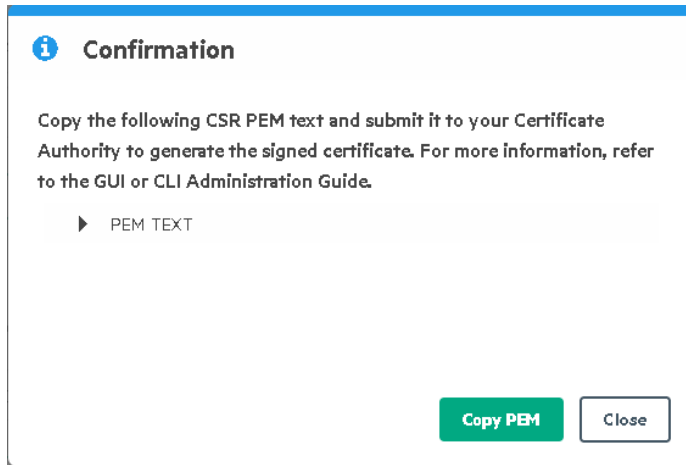 Confirmation
Copy the following CSR PEM text and submit it to your Certificate
Authority to generate the signed certificate. For more information, refer
to the GUI or CLI Administration Guide.
PEM TEXT
Copy PEM
Close